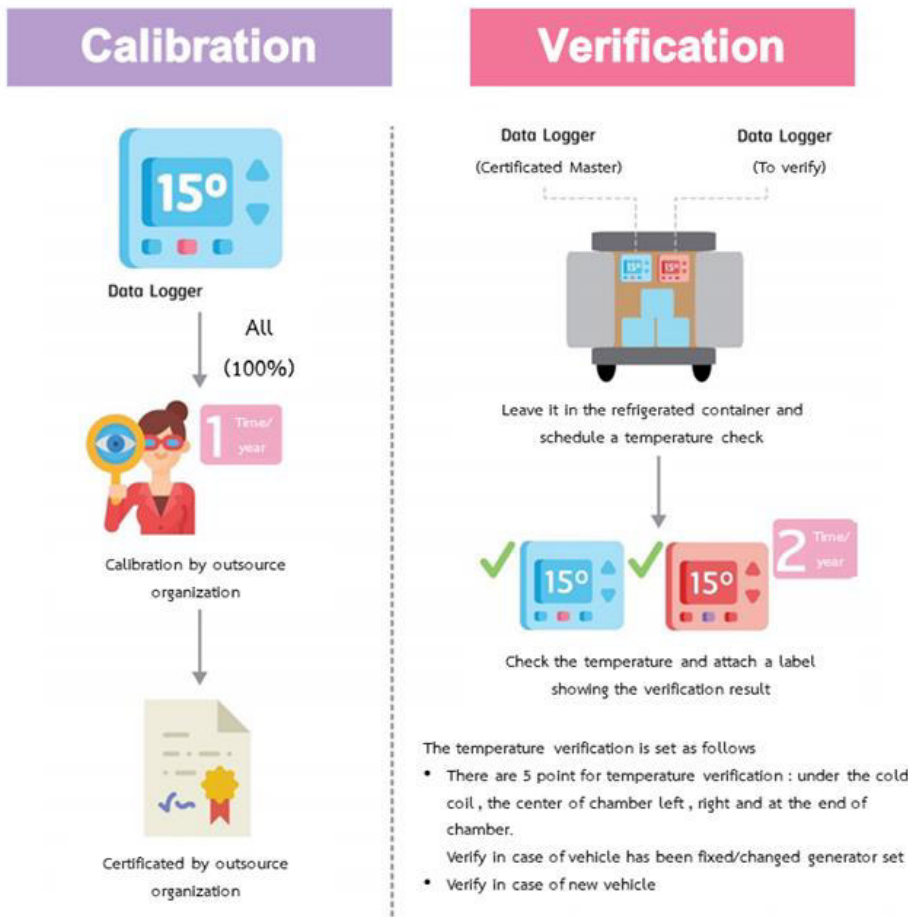 Calibration
15°
Data Logger
All
(100%)
1 Time/
year
Calibration by outsource
organization
Certificated by outsource
organization
Verification
Data Logger
(Certificated Master)
Data Logger
(To verify)
15° 15°
Leave it in the refrigerated container and
schedule a temperature check
15° 15°
2 Time/
year
Check the temperature and attach a label
showing the verification result
The temperature verification is set as follows
• There are 5 point for temperature verification : under the cold
coil , the center of chamber left , right and at the end of
chamber.
Verify in case of vehicle has been fixed/changed generator set
• Verify in case of new vehicle